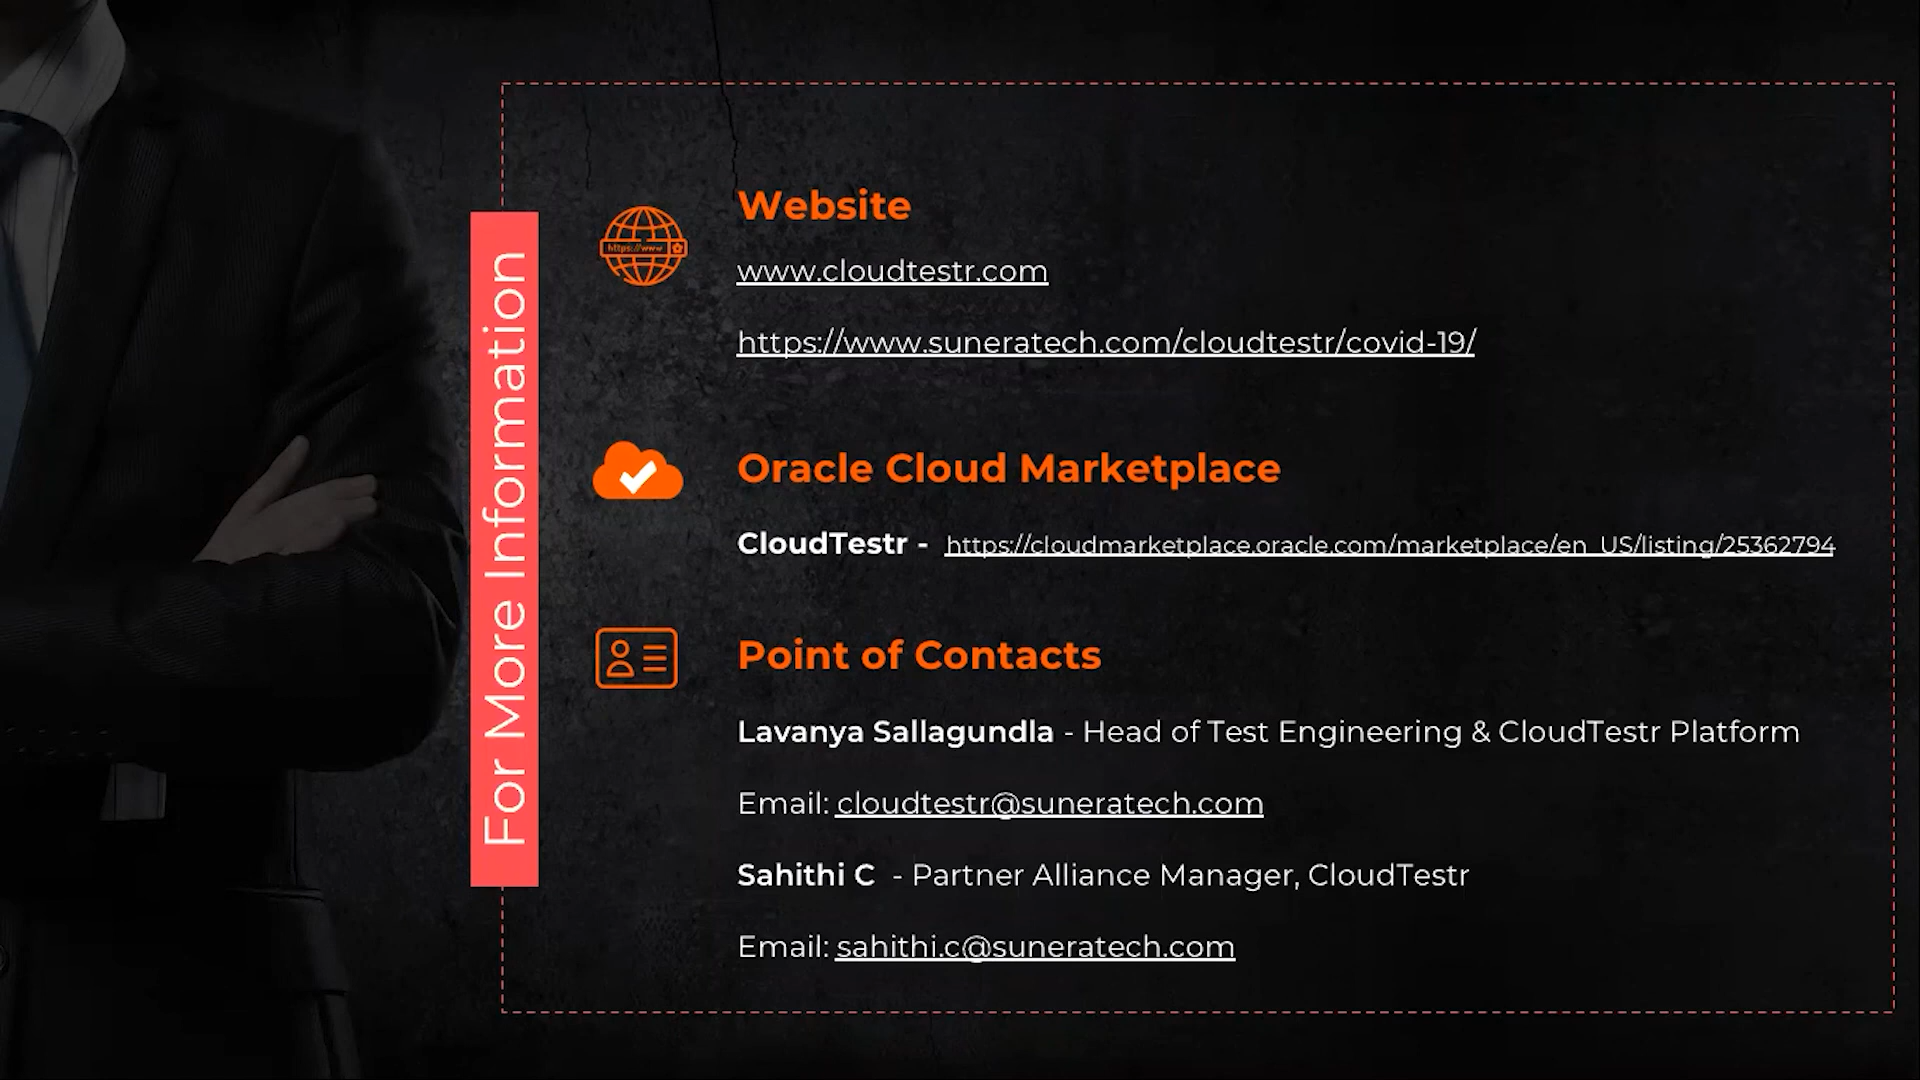 For More Information
Website
https://www
www.cloudtestr.com
https://www.suneratech.com/cloudtestr/covid-19/
Oracle Cloud Marketplace
CloudTestr - https://cloudmarketplace.oracle.com/marketplace/en_US/listing/25362794
Point of Contacts
Lavanya Sallagundla - Head of Test Engineering & CloudTestr Platform
Email: cloudtestr@suneratech.com
Sahithi C - Partner Alliance Manager, CloudTestr
Email: sahithi.c@suneratech.com